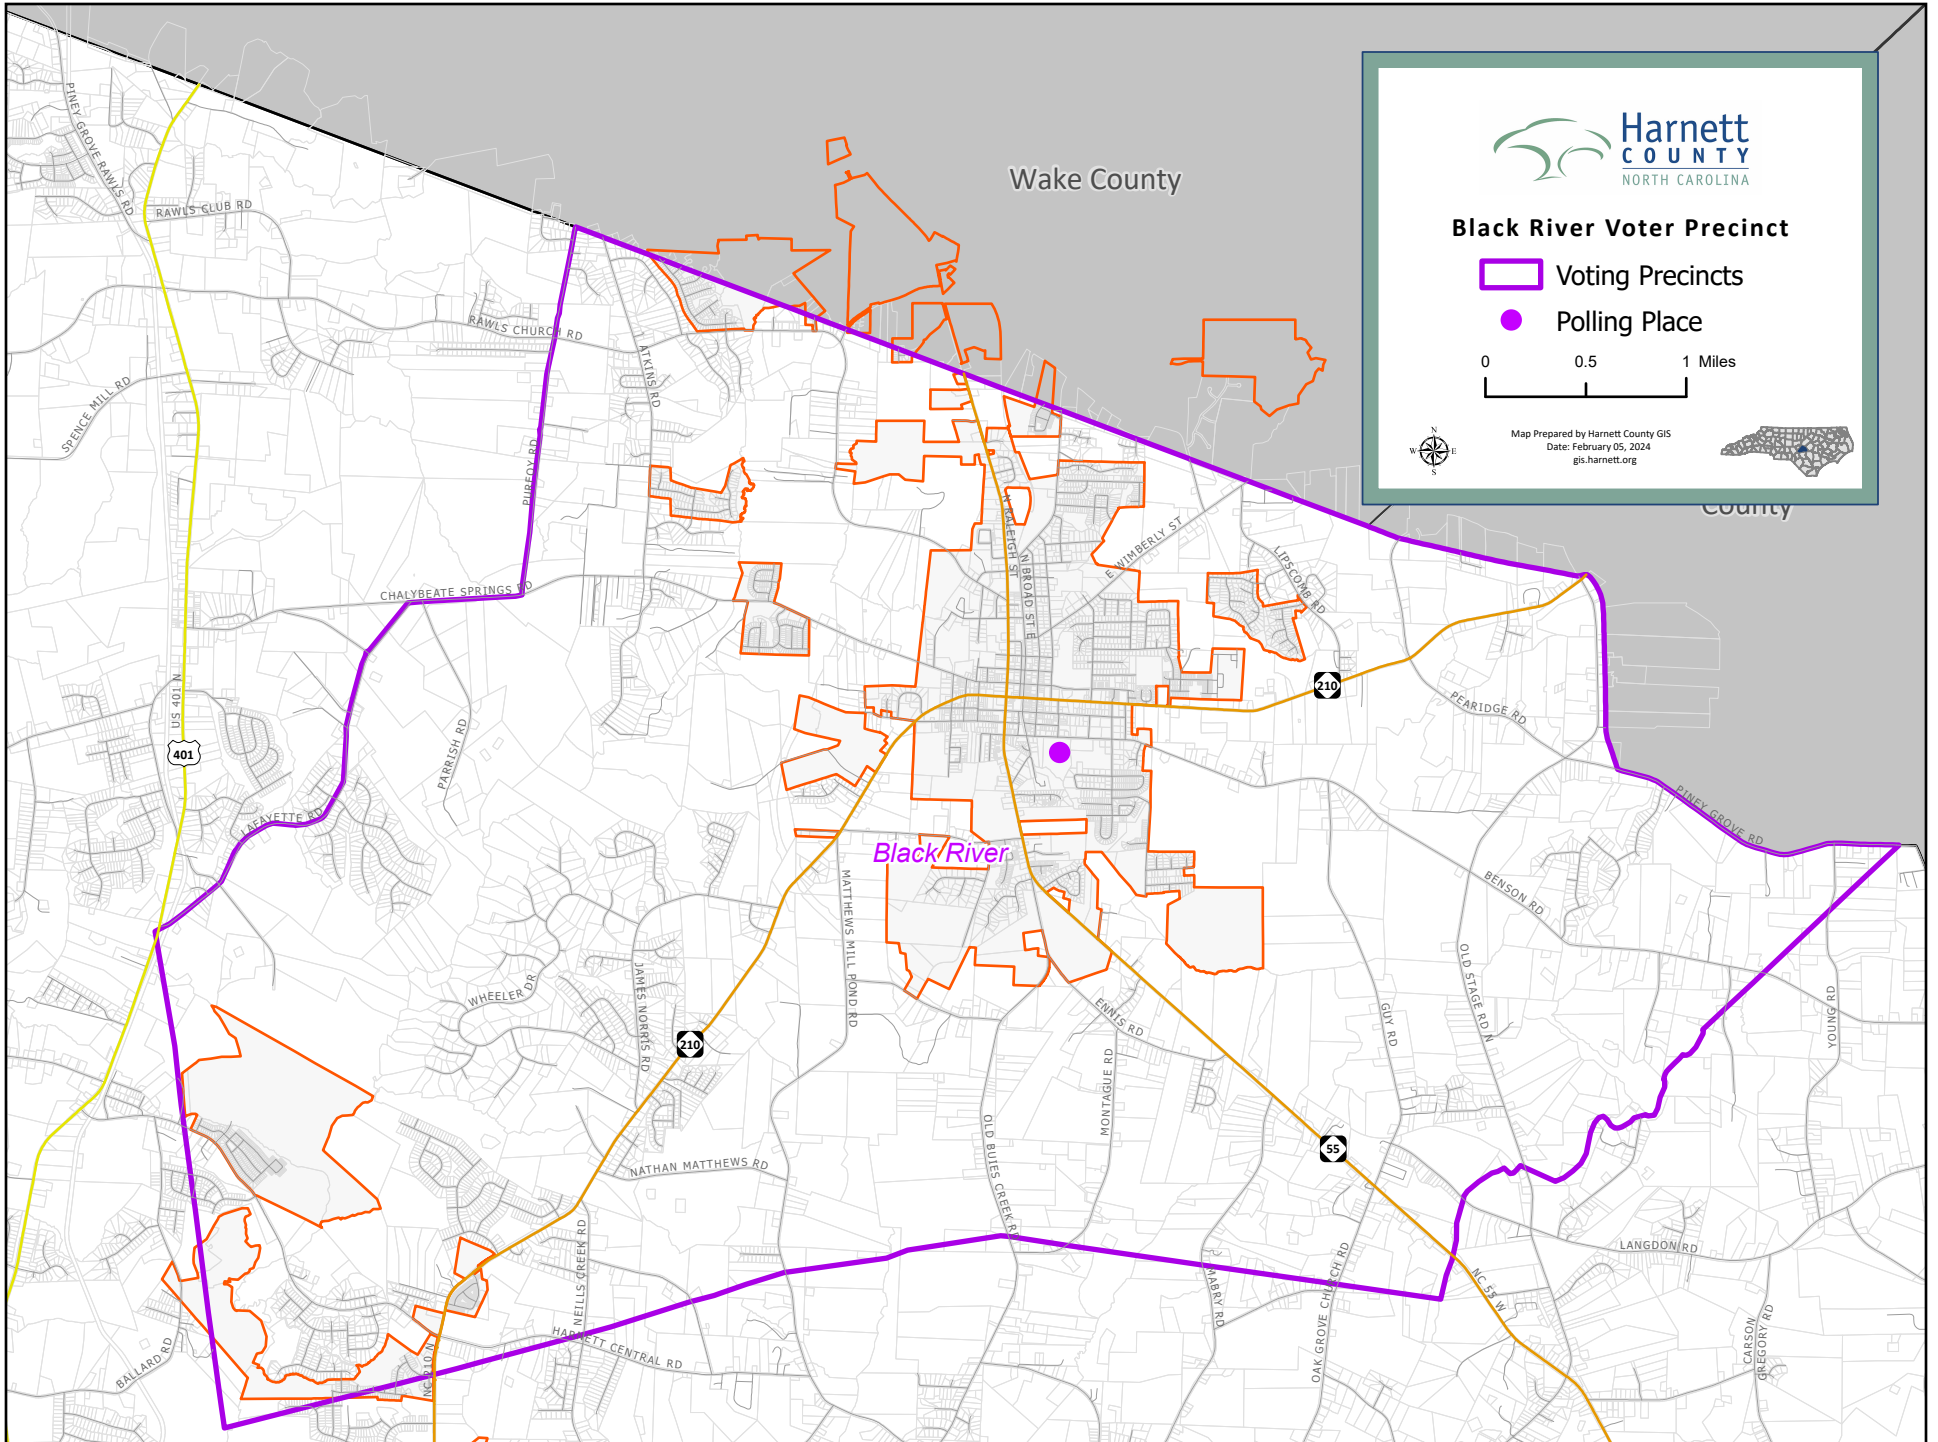 Harnett
COUNTY
NORTH CAROLINA
Black River Voter Precinct
Voting Precincts
Polling Place
0 0.5 1 Miles
Map Prepared by Harnett County GIS
Date: February 05, 2024
gis.harnett.org
N
W E
S
Wake County
County
PINEY GROVE RAWLS RD
RAWLS CLUB RD
RAWLS CHURCH RD
SPENCE MILL RD
ATKINS RD
PUREOY RD
CHALYBEATE SPRINGS RD
N RALEIGH ST
N BROAD ST E
E WIMBERLY ST
LIPSCOMB RD
210
PEARIDGE RD
US 401 N
401
PARRISH RD
LAFAYETTE RD
PINEY GROVE RD
Black River
MATTHEWS MILL POND RD
BENSON RD
WHEELER DR
JAMES NORRIS RD
210
ENNIS RD
GUY RD
OLD STAGE RD N
YOUNG RD
MONTAGUE RD
OLD BUIES CREEK RD
55
NATHAN MATTHEWS RD
NEILLS CREEK RD
LANGDON RD
MABRY RD
OAK GROVE CHURCH RD
NC 55 W
HARNETT CENTRAL RD
BALLARD RD
NC 210 N
CARSON
GREGORY RD